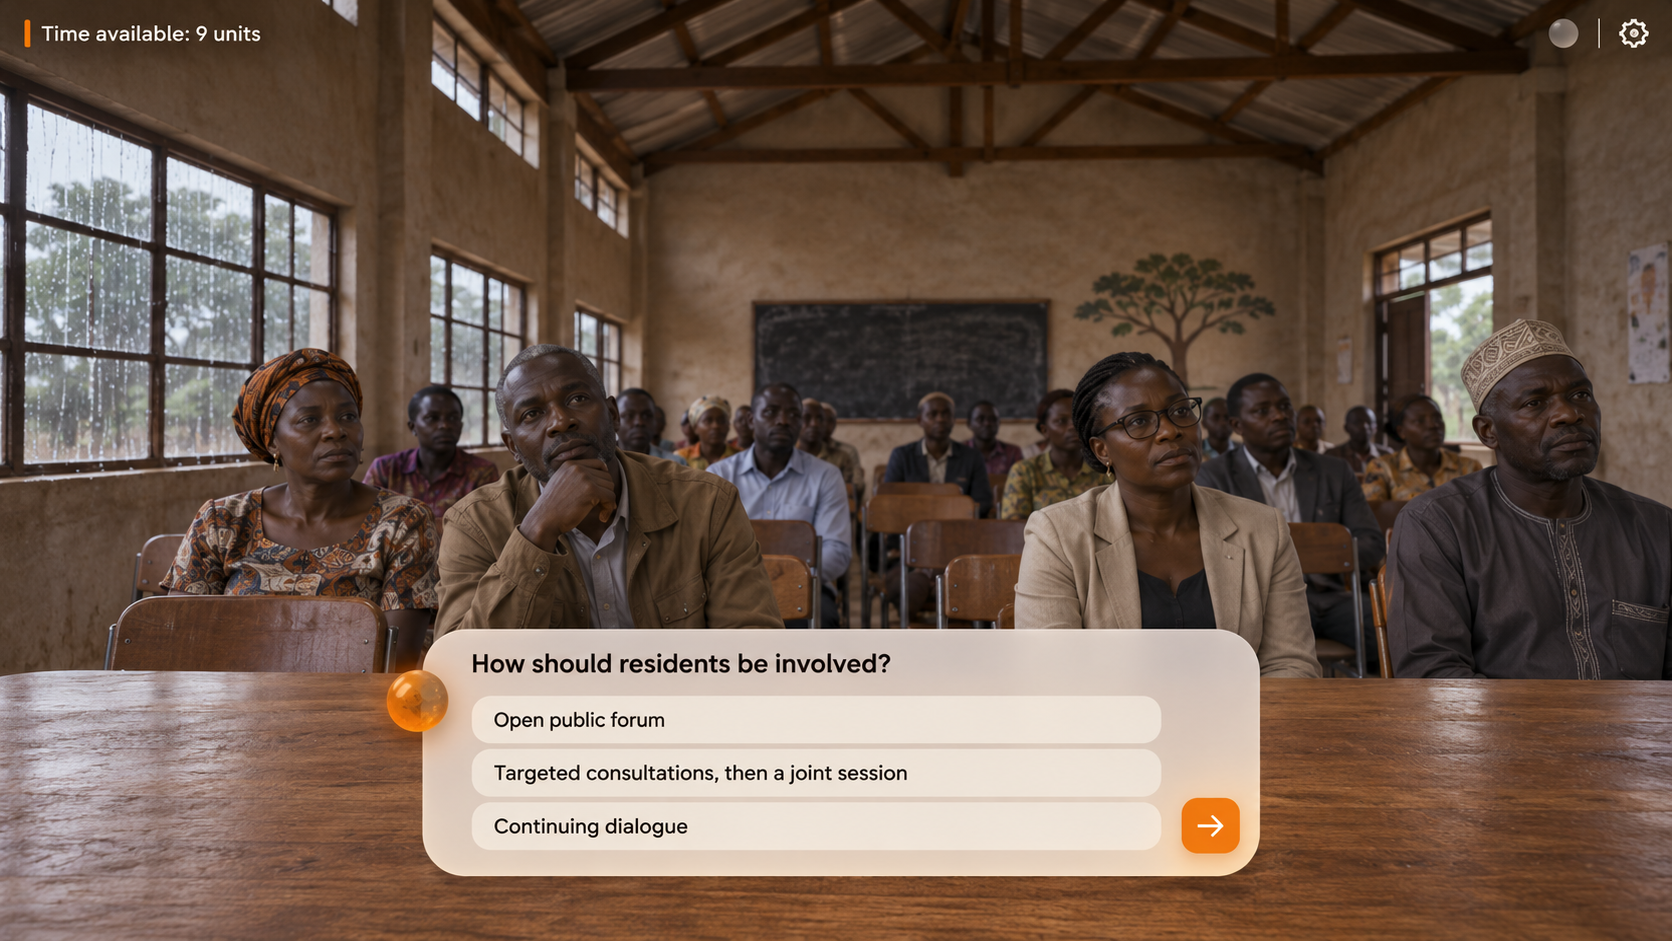 Time available: 9 units
How should residents be involved?
Open public forum
Targeted consultations, then a joint session
Continuing dialogue